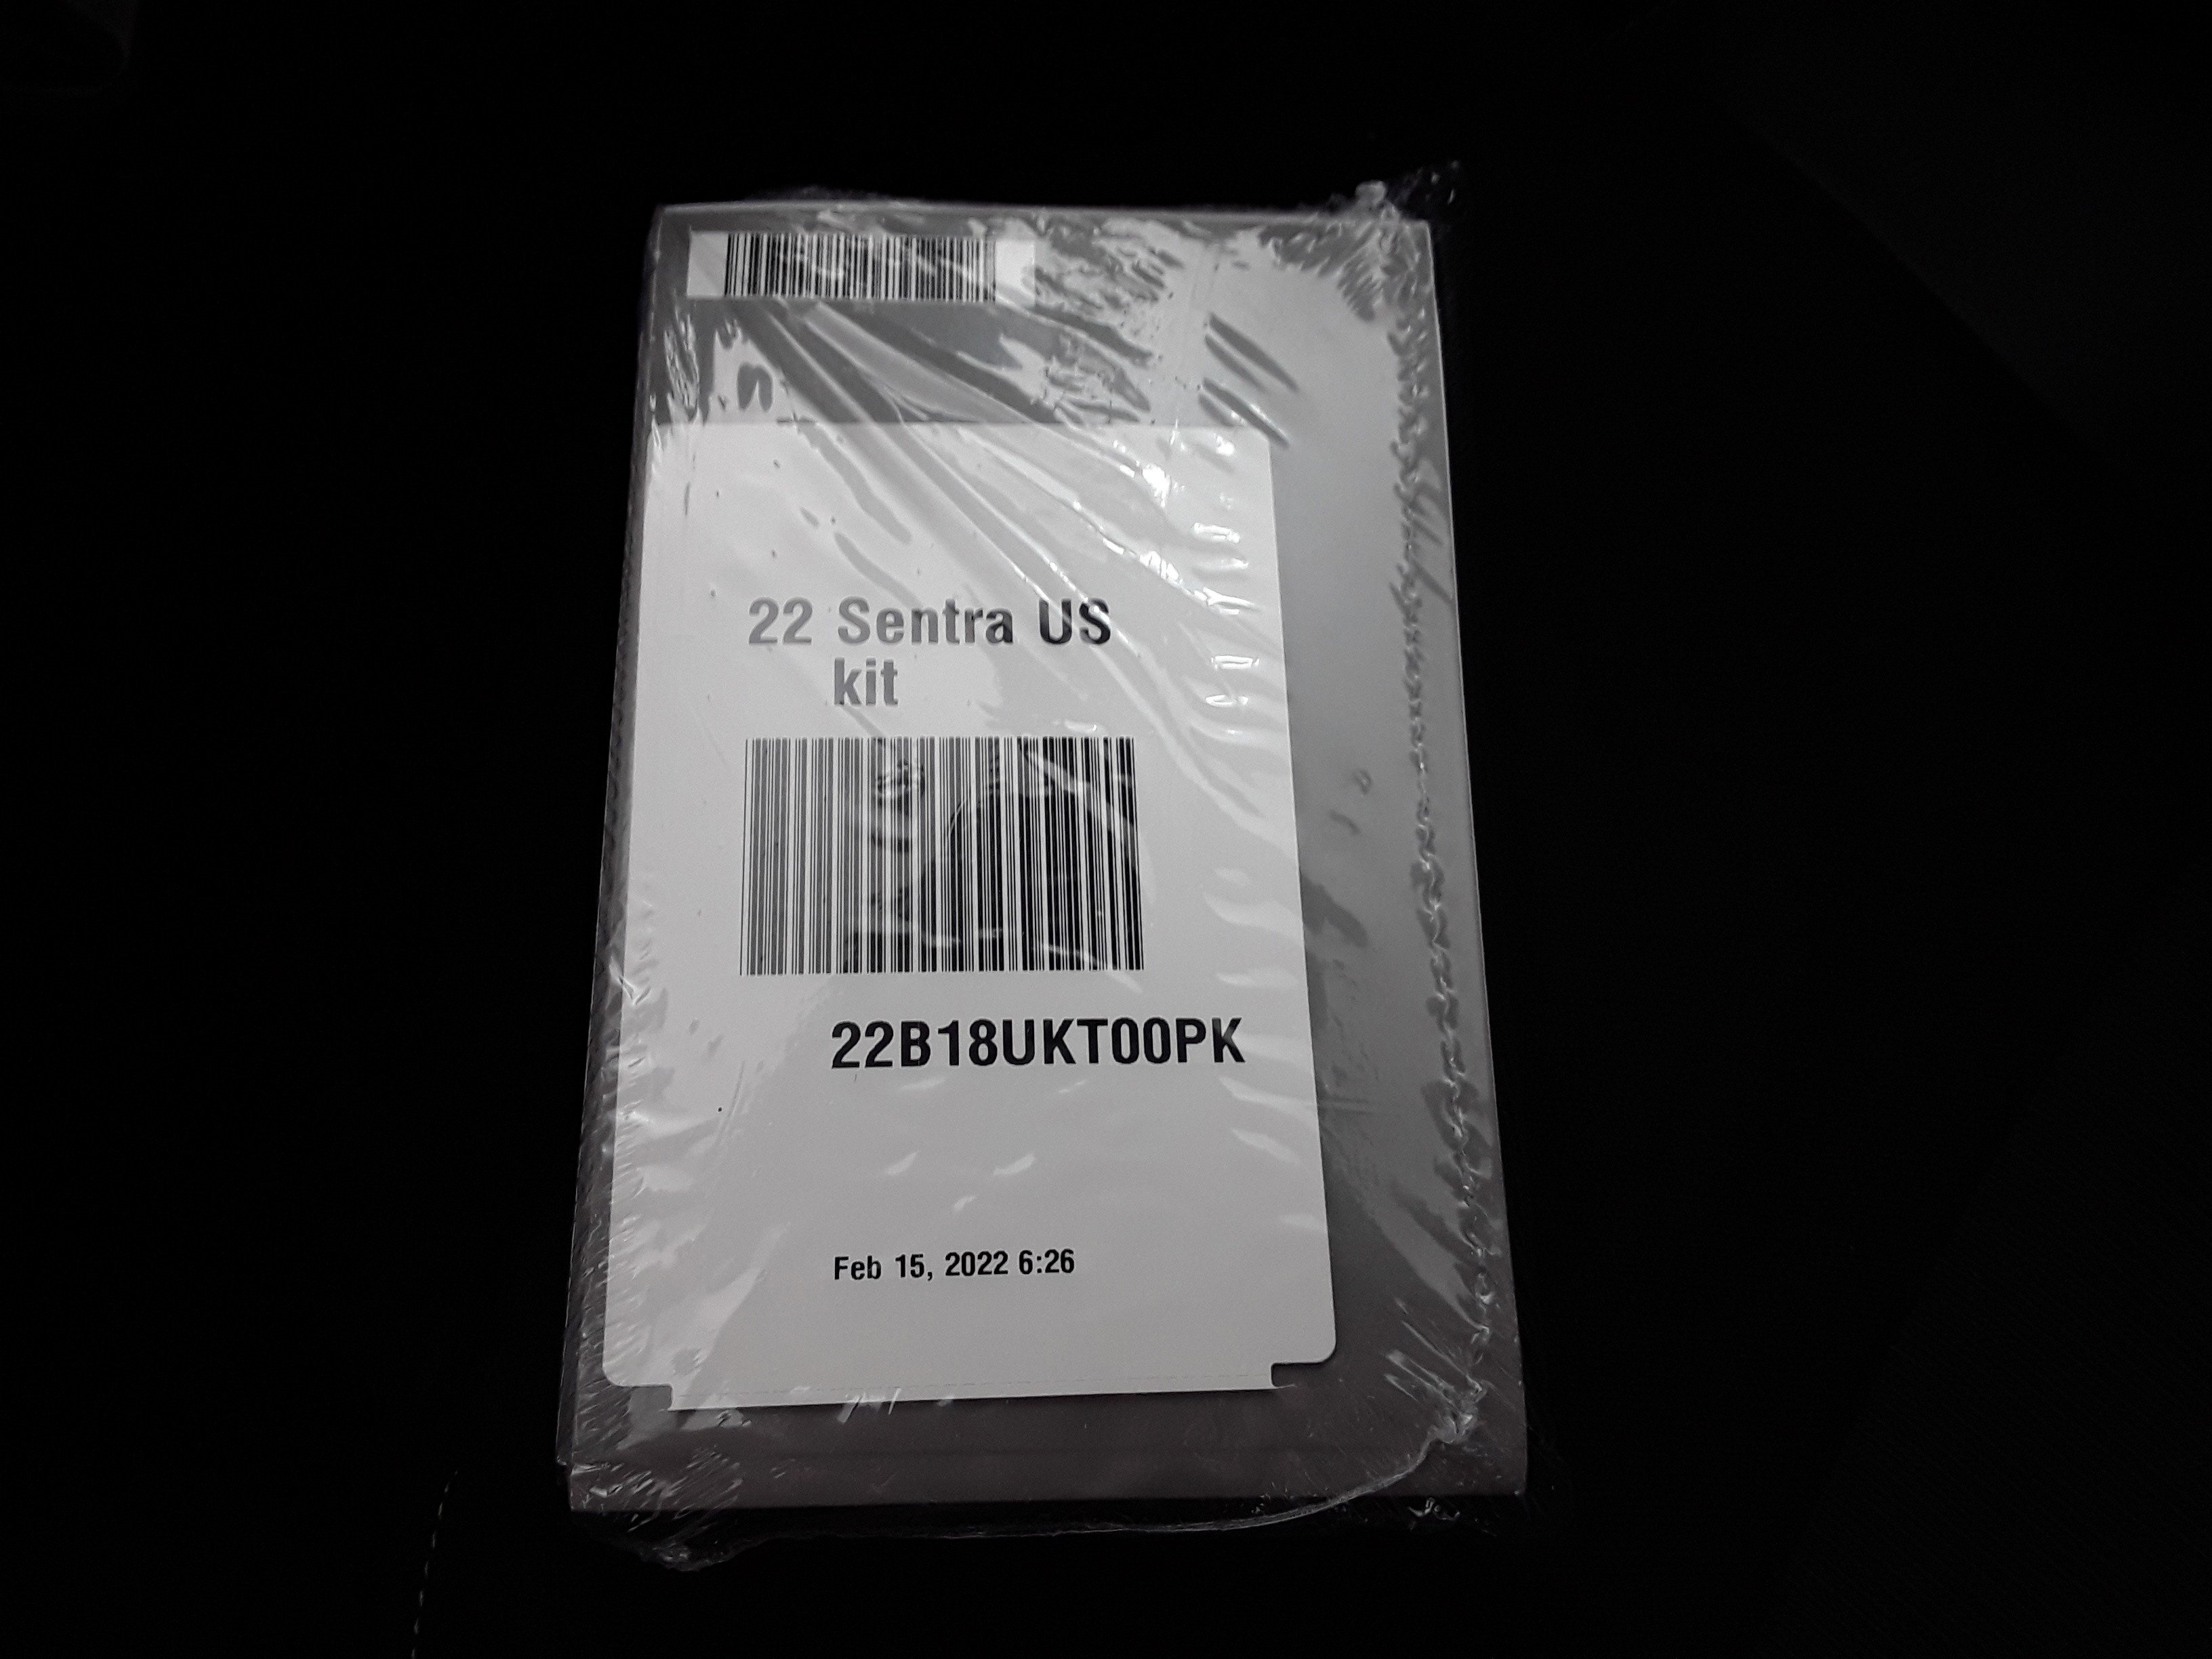 22 Sentra US
kit
22B18UKT00PK
Feb 15, 2022 6:26